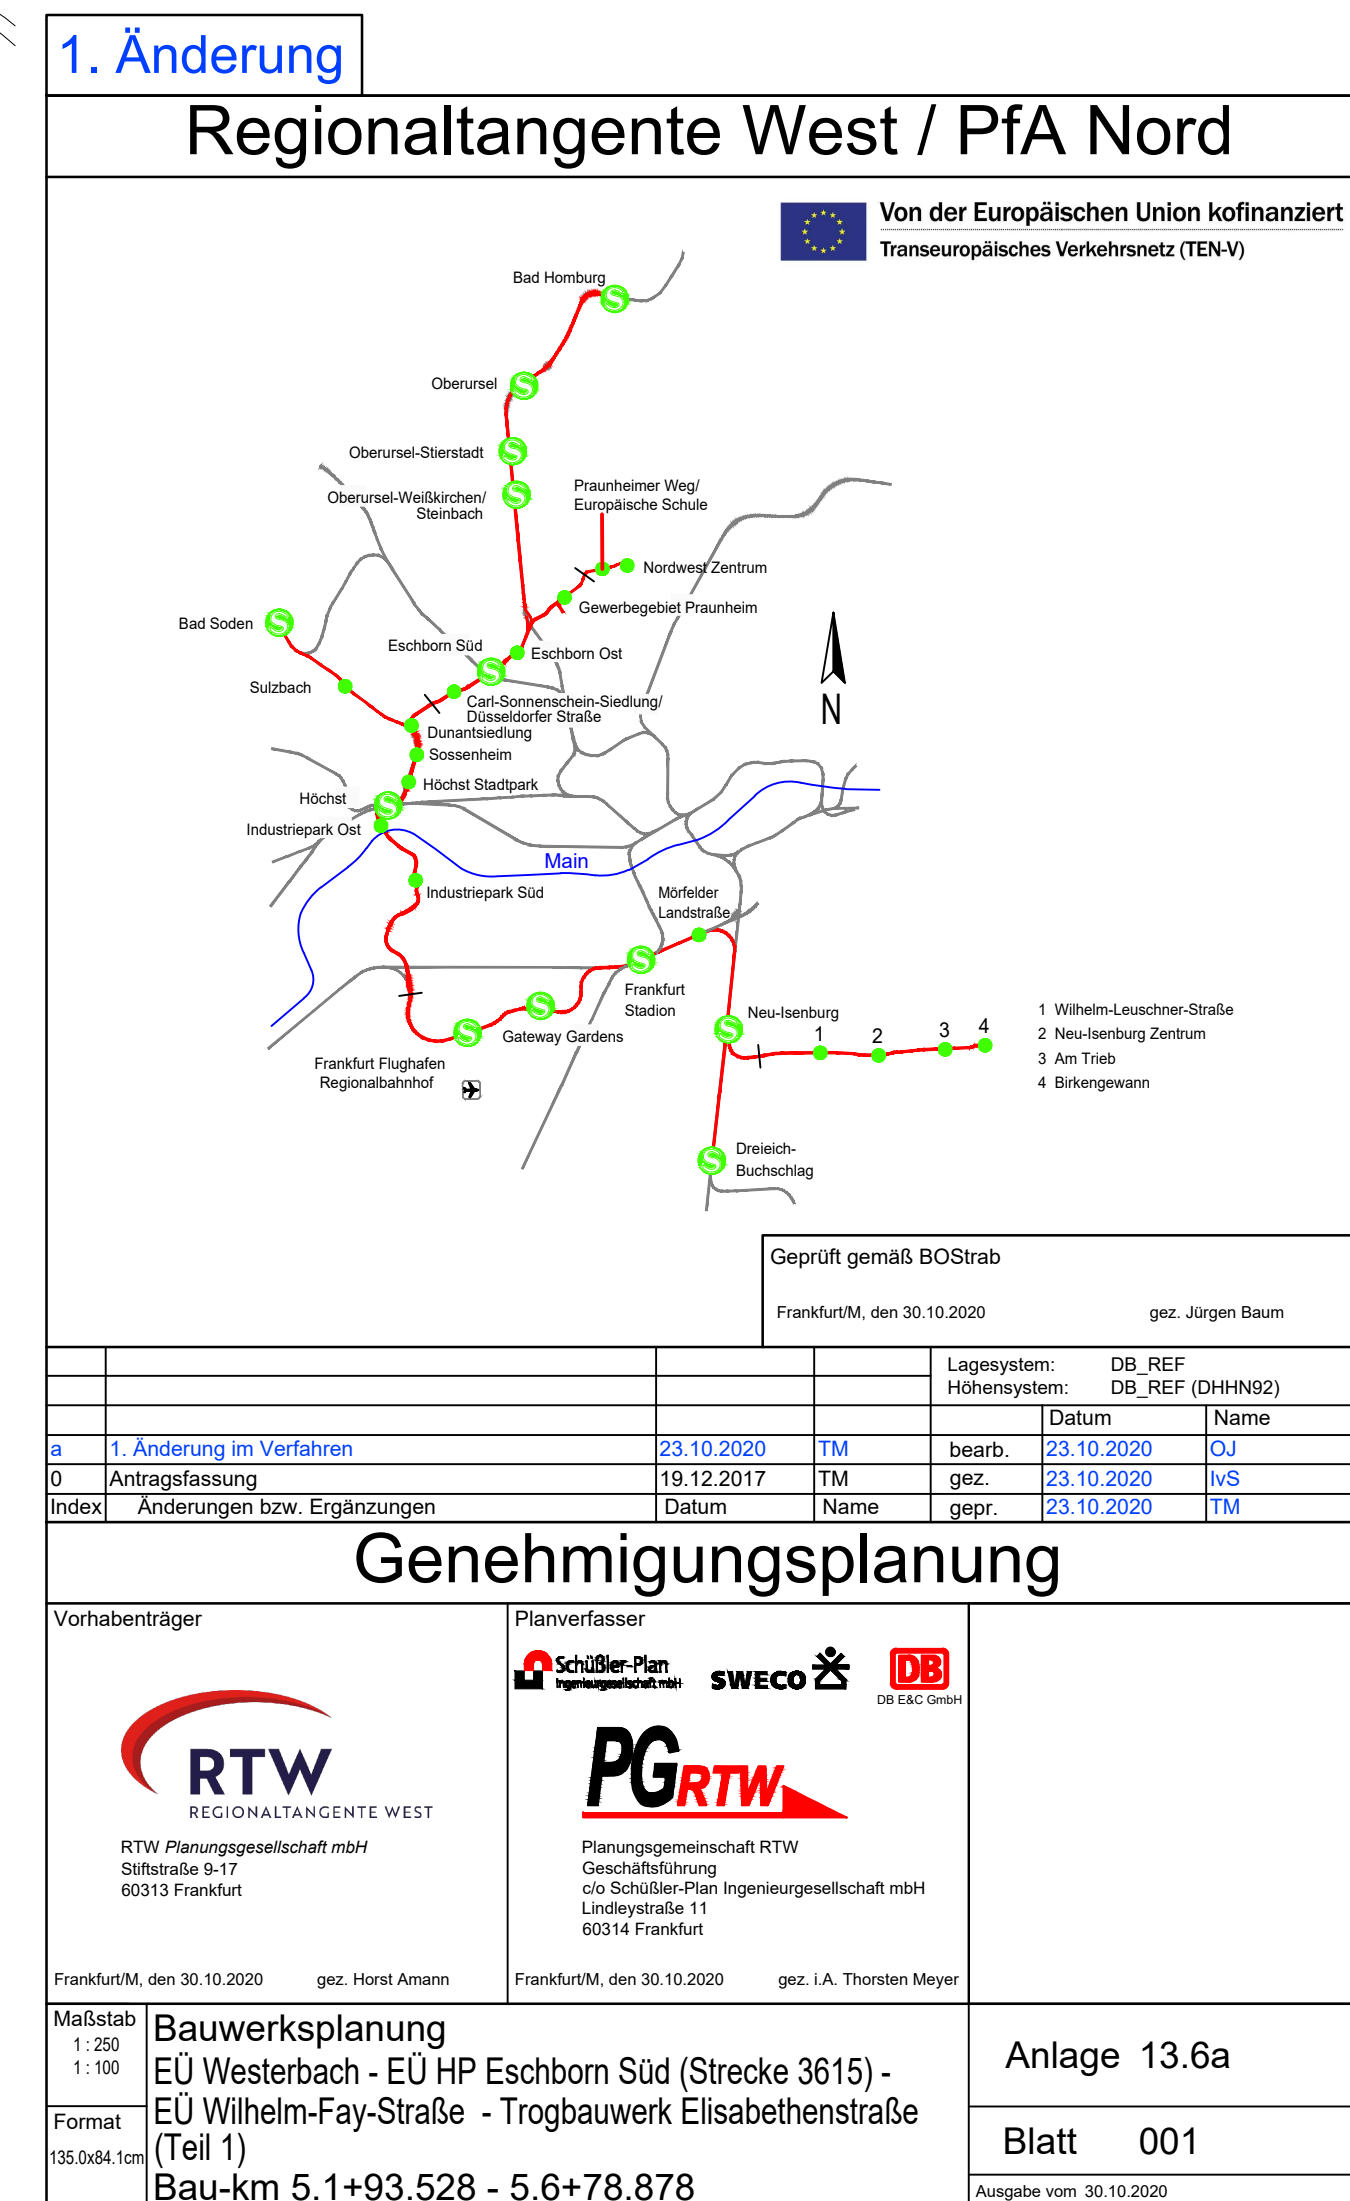 1. Änderung
Regionaltangente West / PfA Nord
Von der Europäischen Union kofinanziert
Transeuropäisches Verkehrsnetz (TEN-V)
Bad Homburg
Oberursel
Oberursel-Stierstadt
Oberursel-Weißkirchen/
Steinbach
Praunheimer Weg/
Europäische Schule
Nordwest Zentrum
Gewerbegebiet Praunheim
Bad Soden
Eschborn Süd
Eschborn Ost
Sulzbach
Carl-Sonnenschein-Siedlung/
Düsseldorfer Straße
Dunantsiedlung
N
Sossenheim
Höchst Stadtpark
Höchst
Industriepark Ost
Main
Industriepark Süd
Mörfelder
Landstraße
Frankfurt
Stadion
Neu-Isenburg
Gateway Gardens
Frankfurt Flughafen
Regionalbahnhof
1 2 3 4
1 Wilhelm-Leuschner-Straße
2 Neu-Isenburg Zentrum
3 Am Trieb
4 Birkengewann
Dreieich-
Buchschlag
Geprüft gemäß BOStrab
Frankfurt/M, den 30.10.2020 gez. Jürgen Baum
Lagesystem: DB_REF
Höhensystem: DB_REF (DHHN92)
Datum Name
a 1. Änderung im Verfahren 23.10.2020 TM bearb. 23.10.2020 OJ
0 Antragsfassung 19.12.2017 TM gez. 23.10.2020 IvS
Index Änderungen bzw. Ergänzungen Datum Name gepr. 23.10.2020 TM
Genehmigungsplanung
Vorhabenträger
RTW
REGIONALTANGENTE WEST
RTW Planungsgesellschaft mbH
Stiftstraße 9-17
60313 Frankfurt
Frankfurt/M, den 30.10.2020 gez. Horst Amann
Planverfasser
Schüßler-Plan
Ingenieurgesellschaft mbH
SWECO
DB
DB E&C GmbH
PGRTW
Planungsgemeinschaft RTW
Geschäftsführung
c/o Schüßler-Plan Ingenieurgesellschaft mbH
Lindleystraße 11
60314 Frankfurt
Frankfurt/M, den 30.10.2020 gez. i.A. Thorsten Meyer
Maßstab
1 : 250
1 : 100
Format
135.0x84.1cm
Bauwerksplanung
EÜ Westerbach - EÜ HP Eschborn Süd (Strecke 3615) -
EÜ Wilhelm-Fay-Straße - Trogbauwerk Elisabethenstraße
(Teil 1)
Bau-km 5.1+93.528 - 5.6+78.878
Anlage 13.6a
Blatt 001
Ausgabe vom 30.10.2020